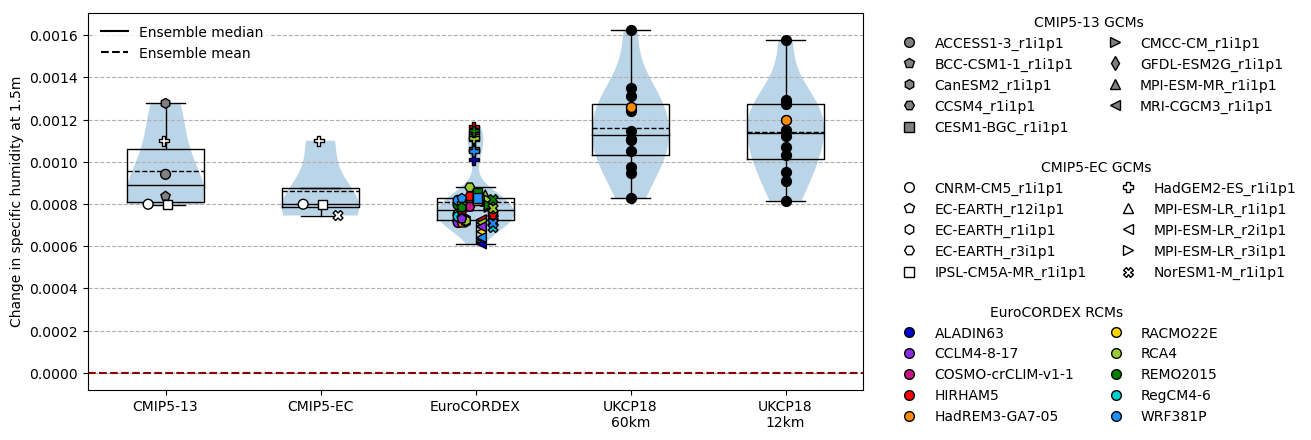 Change in specific humidity at 1.5m
0.0016
0.0014
0.0012
0.0010
0.0008
0.0006
0.0004
0.0002
0.0000
Ensemble median
Ensemble mean
CMIP5-13
CMIP5-EC
EuroCORDEX
UKCP18
60km
UKCP18
12km
CMIP5-13 GCMs
ACCESS1-3_r1i1p1
BCC-CSM1-1_r1i1p1
CanESM2_r1i1p1
CCSM4_r1i1p1
CESM1-BGC_r1i1p1
CMCC-CM_r1i1p1
GFDL-ESM2G_r1i1p1
MPI-ESM-MR_r1i1p1
MRI-CGCM3_r1i1p1
CMIP5-EC GCMs
CNRM-CM5_r1i1p1
EC-EARTH_r12i1p1
EC-EARTH_r1i1p1
EC-EARTH_r3i1p1
IPSL-CM5A-MR_r1i1p1
HadGEM2-ES_r1i1p1
MPI-ESM-LR_r1i1p1
MPI-ESM-LR_r2i1p1
MPI-ESM-LR_r3i1p1
NorESM1-M_r1i1p1
EuroCORDEX RCMs
ALADIN63
CCLM4-8-17
COSMO-crCLIM-v1-1
HIRHAM5
HadREM3-GA7-05
RACMO22E
RCA4
REMO2015
RegCM4-6
WRF381P